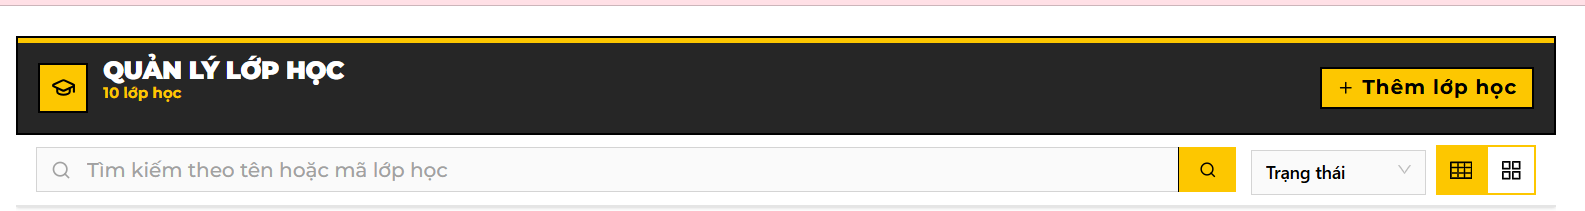 QUẢN LÝ LỚP HỌC
10 lớp học
+ Thêm lớp học
Tìm kiếm theo tên hoặc mã lớp học
Trạng thái